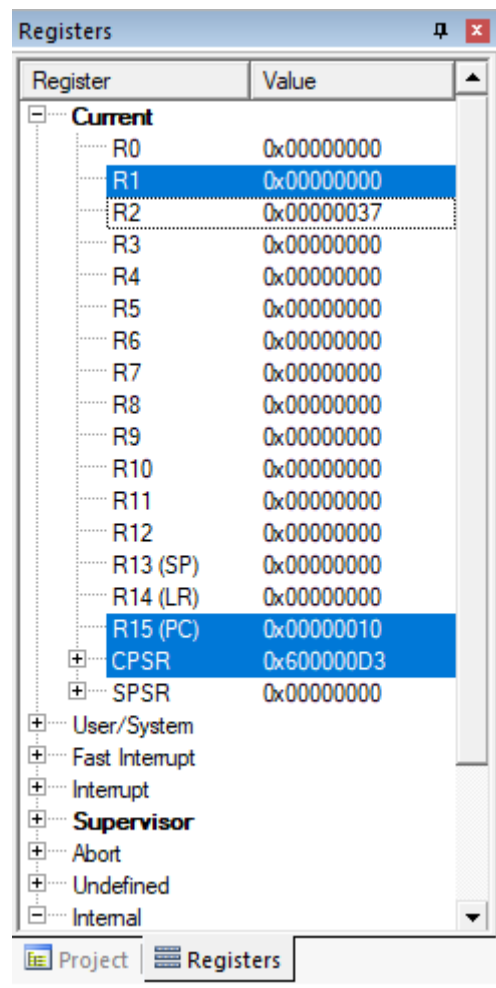 Registers
Register Value
Current
R0 0x00000000
R1 0x00000000
R2 0x00000037
R3 0x00000000
R4 0x00000000
R5 0x00000000
R6 0x00000000
R7 0x00000000
R8 0x00000000
R9 0x00000000
R10 0x00000000
R11 0x00000000
R12 0x00000000
R13 (SP) 0x00000000
R14 (LR) 0x00000000
R15 (PC) 0x00000010
CPSR 0x600000D3
SPSR 0x00000000
User/System
Fast Interrupt
Interrupt
Supervisor
Abort
Undefined
Internal
Project Registers